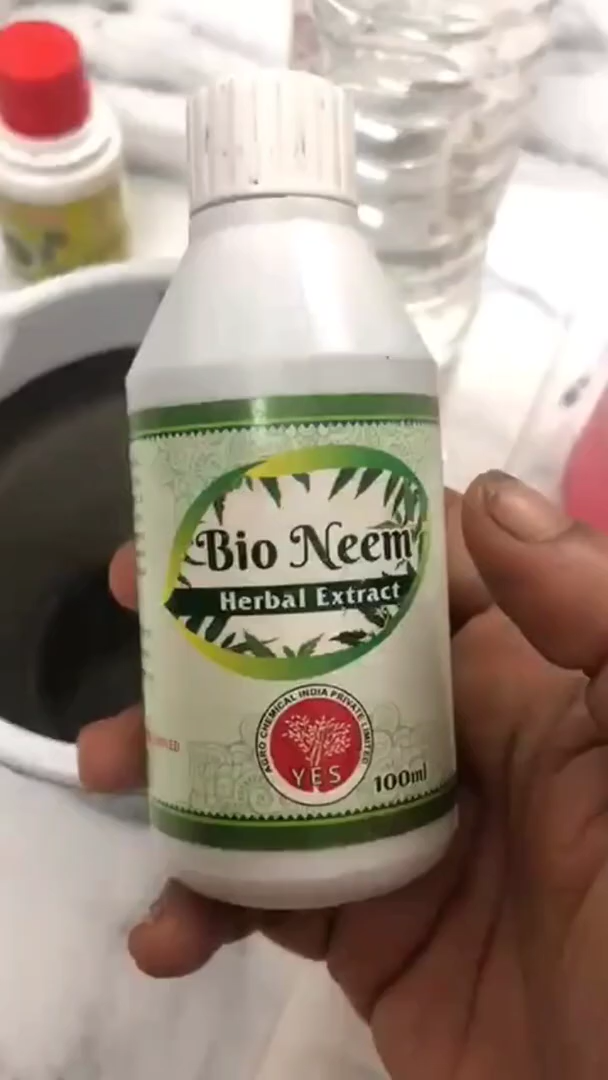 Bio Neem
Herbal Extract
AGRO CHEMICAL INDIA PRIVATE LIMITED
YES
100ml